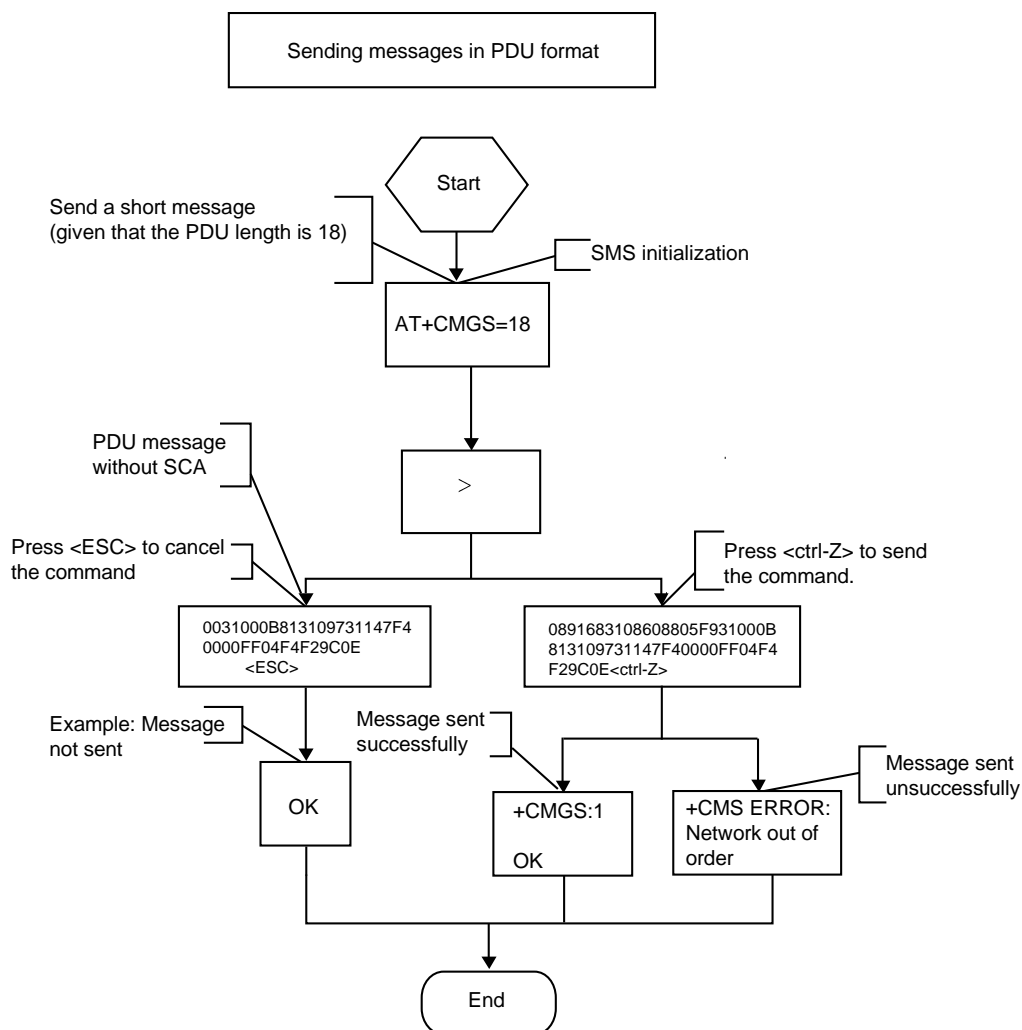 Sending messages in PDU format
Start
Send a short message
(given that the PDU length is 18)
SMS initialization
AT+CMGS=18
PDU message
without SCA
>
Press <ESC> to cancel
the command
Press <ctrl-Z> to send
the command.
0031000B813109731147F4
0000FF04F4F29C0E
<ESC>
0891683108608805F931000B
813109731147F40000FF04F4
F29C0E<ctrl-Z>
Example: Message
not sent
Message sent
successfully
Message sent
unsuccessfully
OK
+CMGS:1
OK
+CMS ERROR:
Network out of
order
End